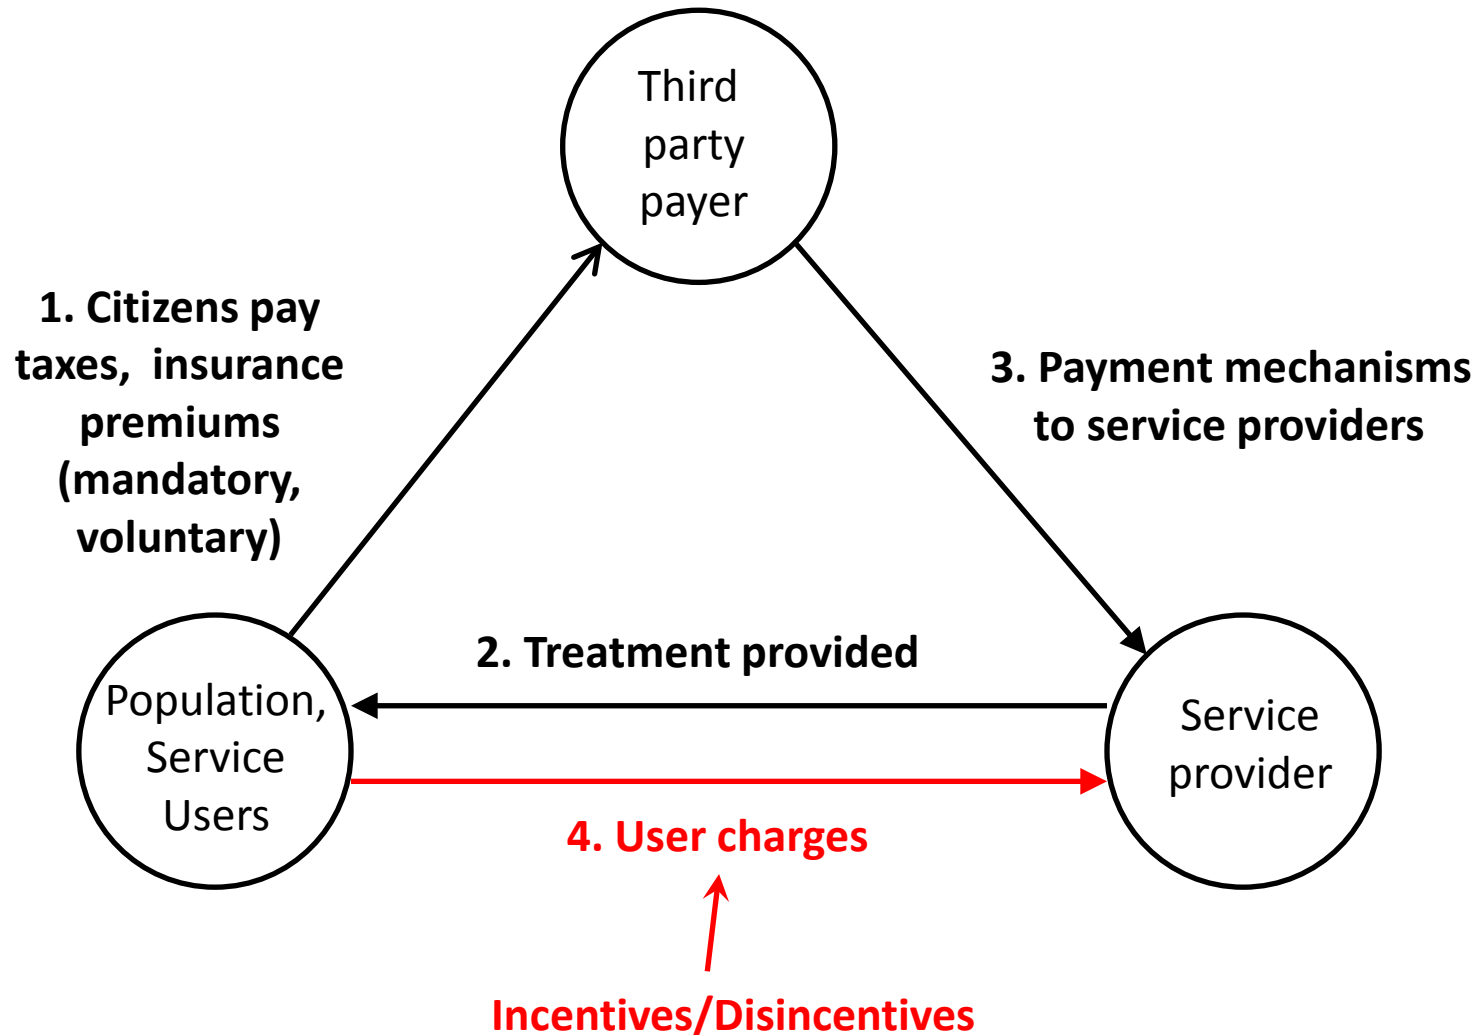 Third
party
payer
1. Citizens pay
taxes,  insurance
premiums
(mandatory,
voluntary)
3. Payment mechanisms
to service providers
2. Treatment provided
Population,
Service
Users
Service
provider
4. User charges
Incentives/Disincentives